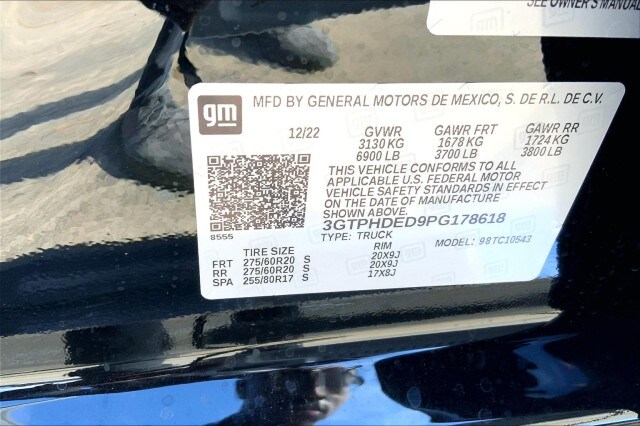 SEE OWNER'S MANUAL
gm
MFD BY GENERAL MOTORS DE MEXICO, S. DE R.L. DE C.V.
12/22 GVWR GAWR FRT GAWR RR
3130 KG 1678 KG 1724 KG
6900 LB 3700 LB 3800 LB
THIS VEHICLE CONFORMS TO ALL
APPLICABLE U.S. FEDERAL MOTOR
VEHICLE SAFETY STANDARDS IN EFFECT
ON THE DATE OF MANUFACTURE
SHOWN ABOVE.
3GTPHDED9PG178618
8555 TYPE: TRUCK MODEL: 98TC10543
TIRE SIZE RIM
FRT 275/60R20 S 20X9J
RR 275/60R20 S 20X9J
SPA 255/80R17 S 17X8J